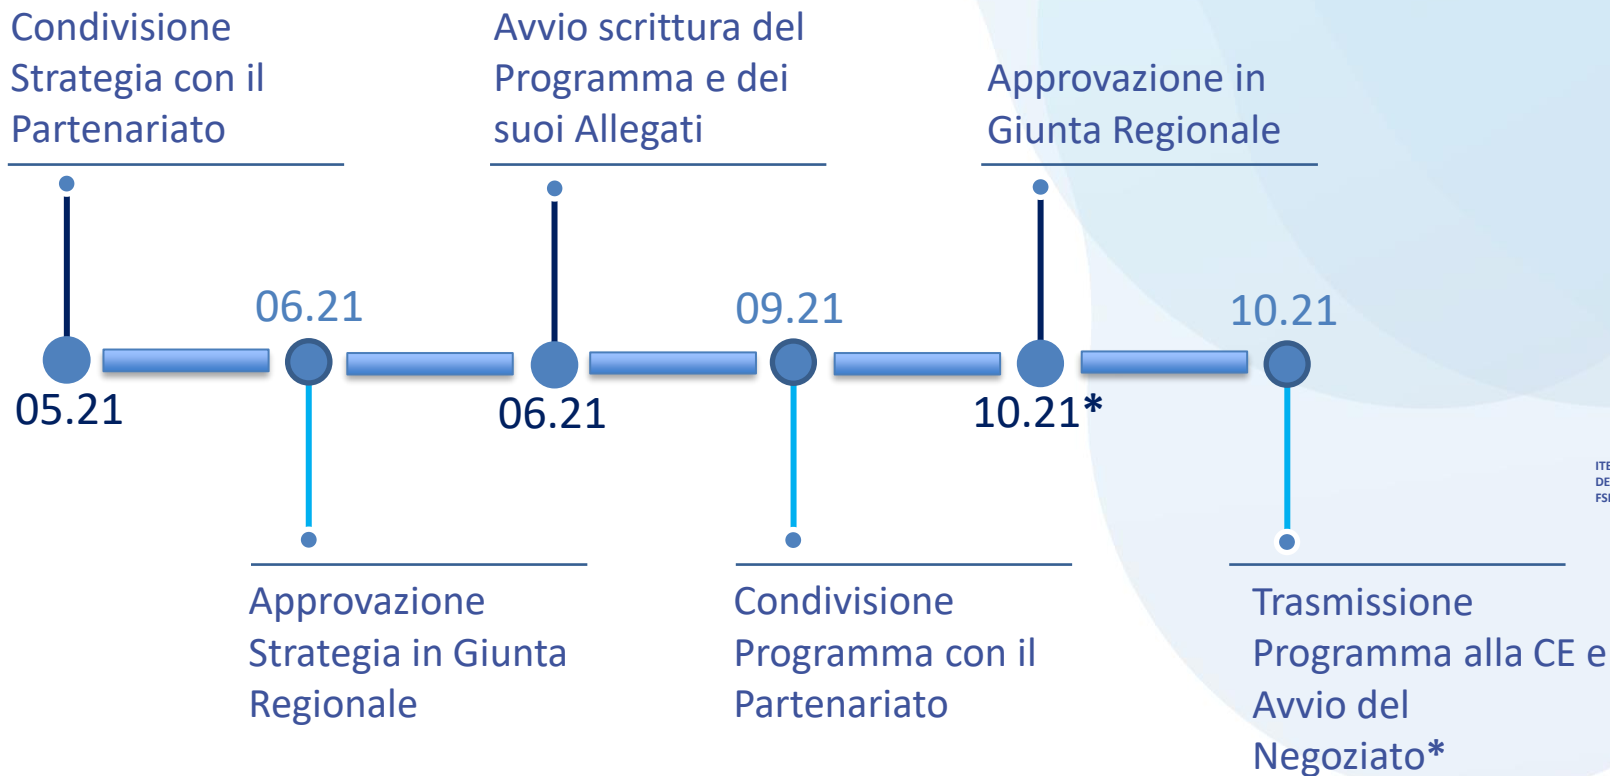 Condivisione
Strategia con il
Partenariato
Avvio scrittura del
Programma e dei
suoi Allegati
Approvazione in
Giunta Regionale
06.21
09.21
10.21
05.21
06.21
10.21*
ITE
DE
Approvazione
Strategia in Giunta
Regionale
Condivisione
Programma con il
Partenariato
Trasmissione
Programma alla CE e
Avvio del
Negoziato*